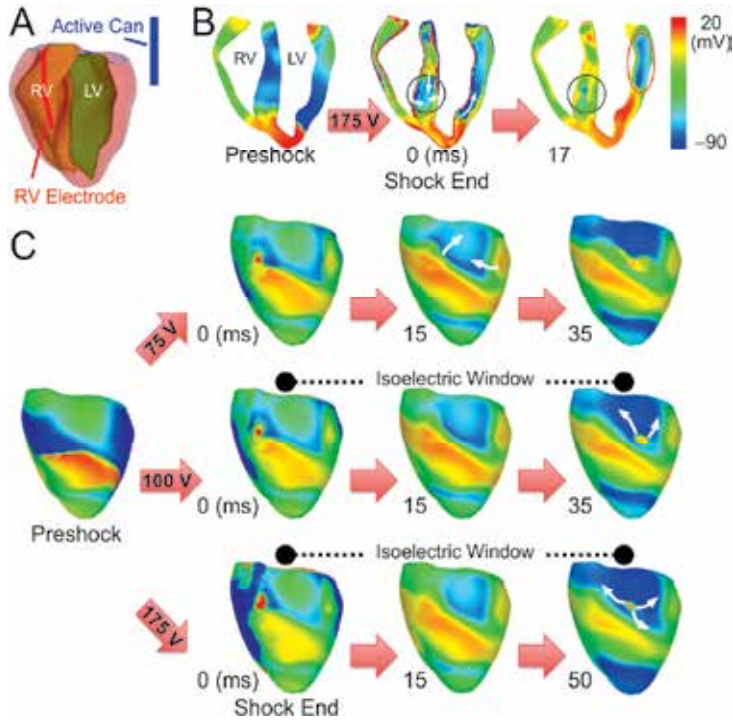 A
Active Can
RV
LV
RV Electrode
B
RV
LV
Preshock
175 V
0 (ms)
Shock End
17
20
(mV)
–90
C
75 V
0 (ms)
15
35
Isoelectric Window
Preshock
100 V
0 (ms)
15
35
Isoelectric Window
175 V
0 (ms)
Shock End
15
50